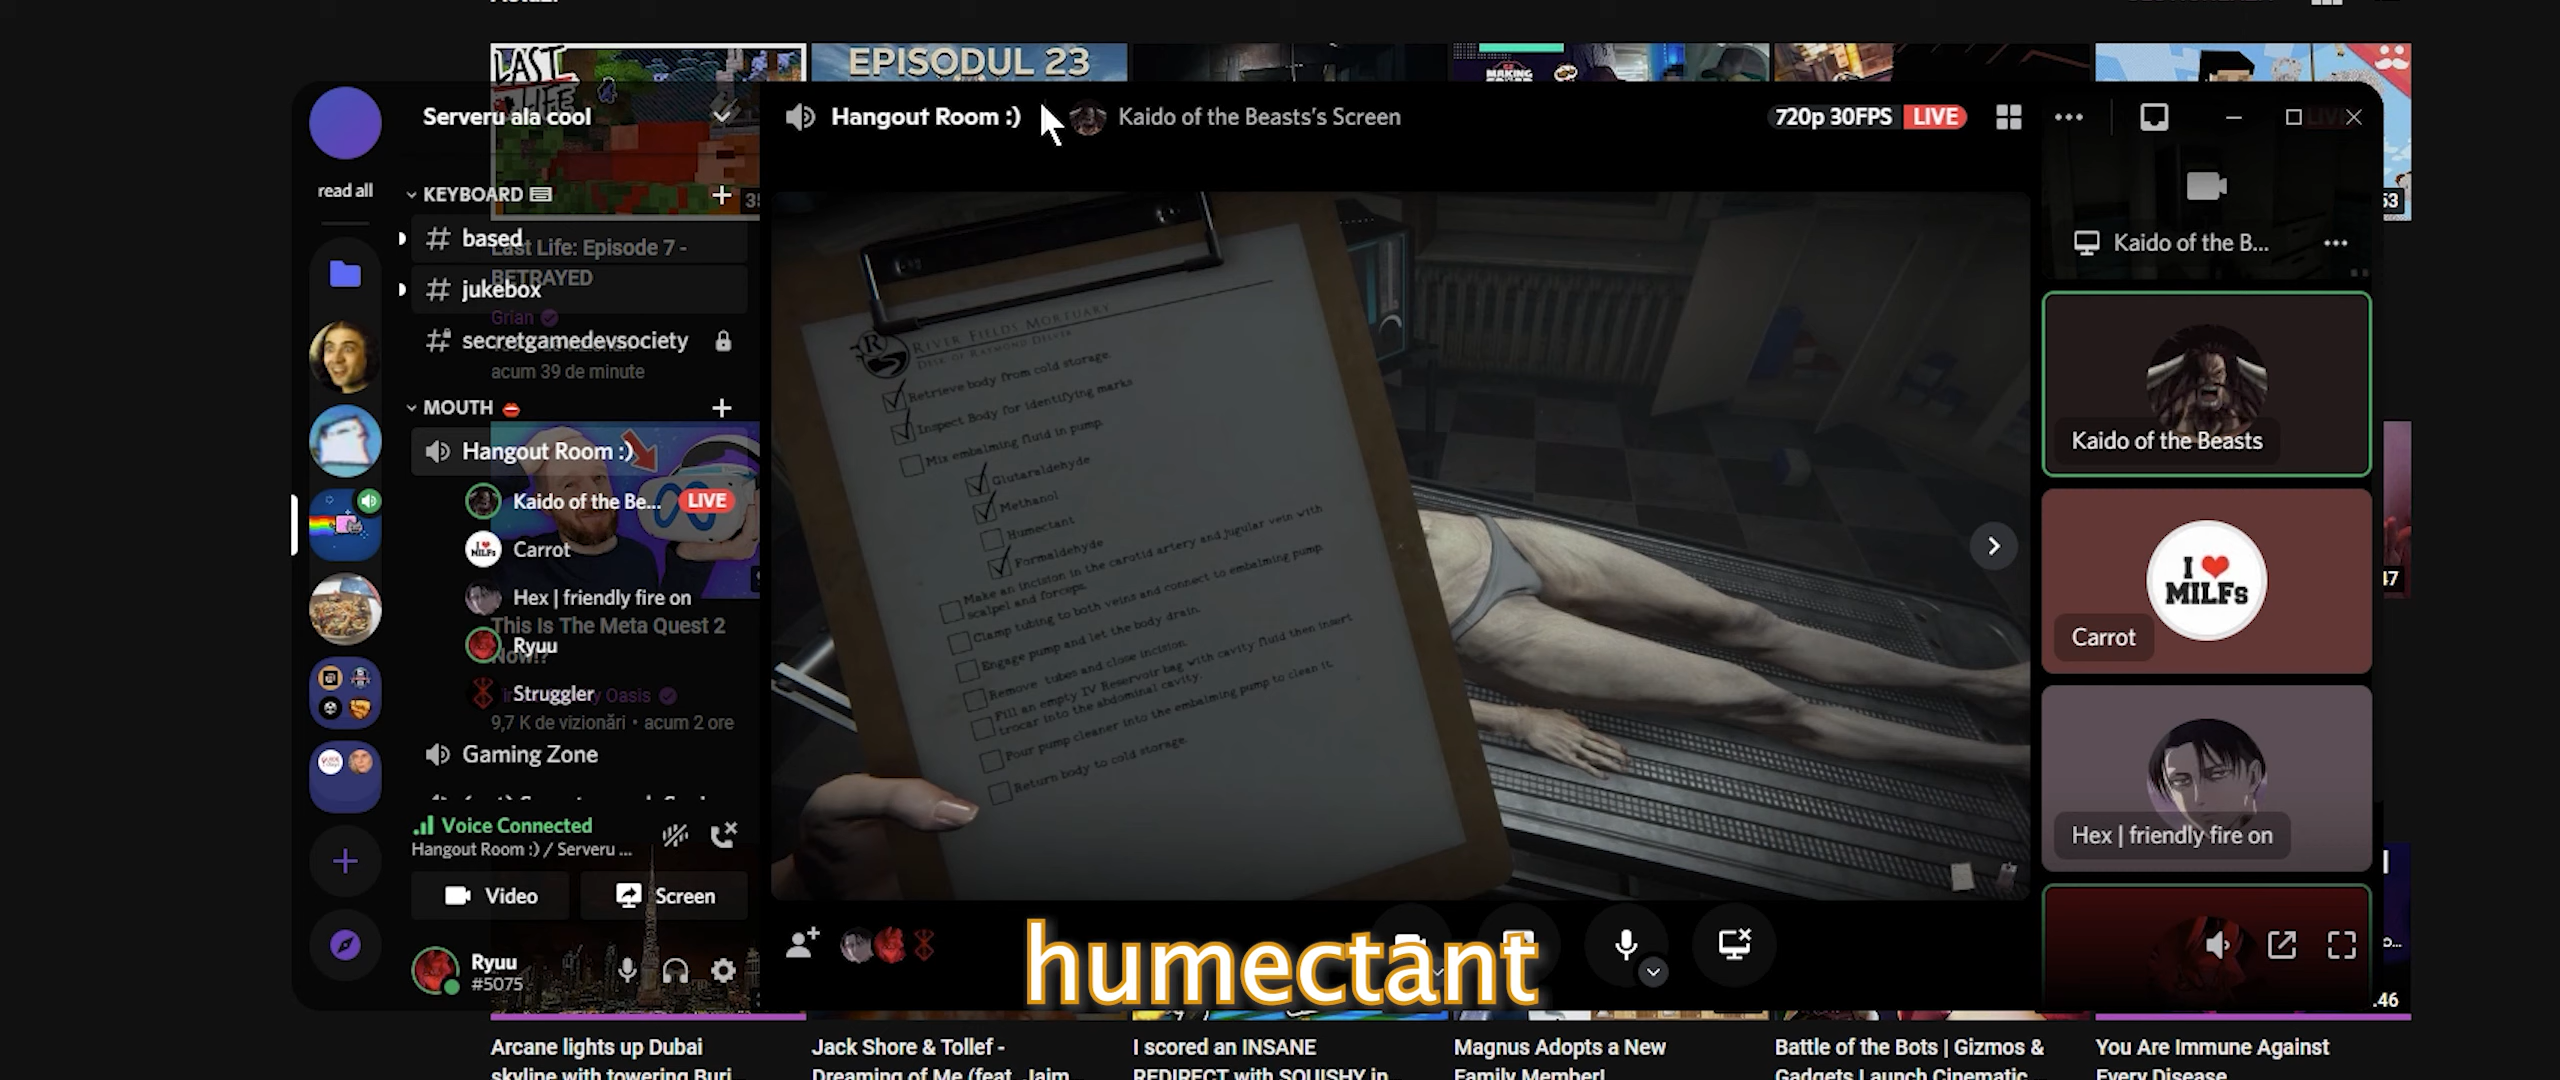 EPISODUL 23
LAST LIFE
MAKING
Serveru ala cool
Hangout Room :)
Kaido of the Beasts's Screen
720p 30FPS
LIVE
read all
KEYBOARD
based
Last Life: Episode 7 -
BETRAYED
jukebox
Grian
secretgamedevsociety
acum 39 de minute
MOUTH
Hangout Room :)
Kaido of the Be...
LIVE
Carrot
Hex | friendly fire on
This Is The Meta Quest 2
Now!?
Ryuu
Struggler
Oasis
9,7 K de vizionări • acum 2 ore
Gaming Zone
Voice Connected
Hangout Room :) / Serveru ...
Video
Screen
Ryuu
#5075
RIVER FIELDS MORTUARY
DESK OF RAYMOND DELVER
Retrieve body from cold storage.
Inspect Body for identifying marks
Mix embalming fluid in pump.
Glutaraldehyde
Methanol
Humectant
Formaldehyde
Make an incision in the carotid artery and jugular vein with
scalpel and forceps.
Clamp tubing to both veins and connect to embalming pump.
Engage pump and let the body drain.
Remove tubes and close incision.
Fill an empty IV Reservoir bag with cavity fluid then insert
trocar into the abdominal cavity.
Pour pump cleaner into the embalming pump to clean it.
Return body to cold storage.
53
Kaido of the B...
Kaido of the Beasts
I ❤ MILFs
Carrot
Hex | friendly fire on
47
.46
humectant
Arcane lights up Dubai
skyline with towering Burj
Jack Shore & Tollef -
Dreaming of Me (feat. Jaim
I scored an INSANE
REDIRECT with SQUISHY in
Magnus Adopts a New
Family Member!
Battle of the Bots | Gizmos &
Gadgets Launch Cinematic
You Are Immune Against
Every Disease